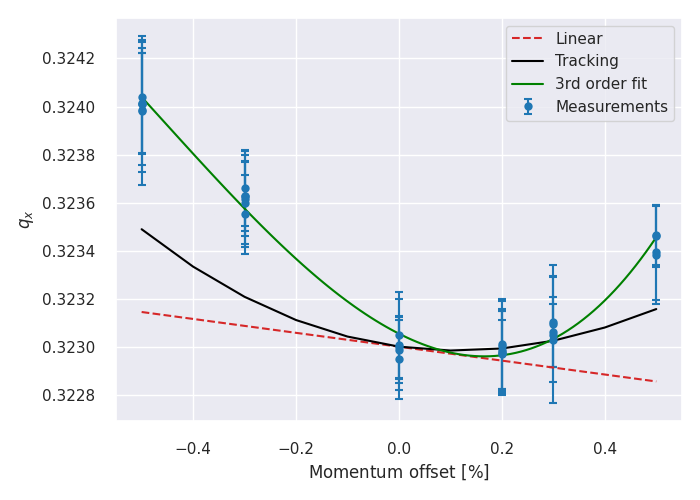 Linear
Tracking
3rd order fit
Measurements
0.3242
0.3240
0.3238
0.3236
0.3234
0.3232
0.3230
0.3228
q_x
−0.4 −0.2 0.0 0.2 0.4
Momentum offset [%]